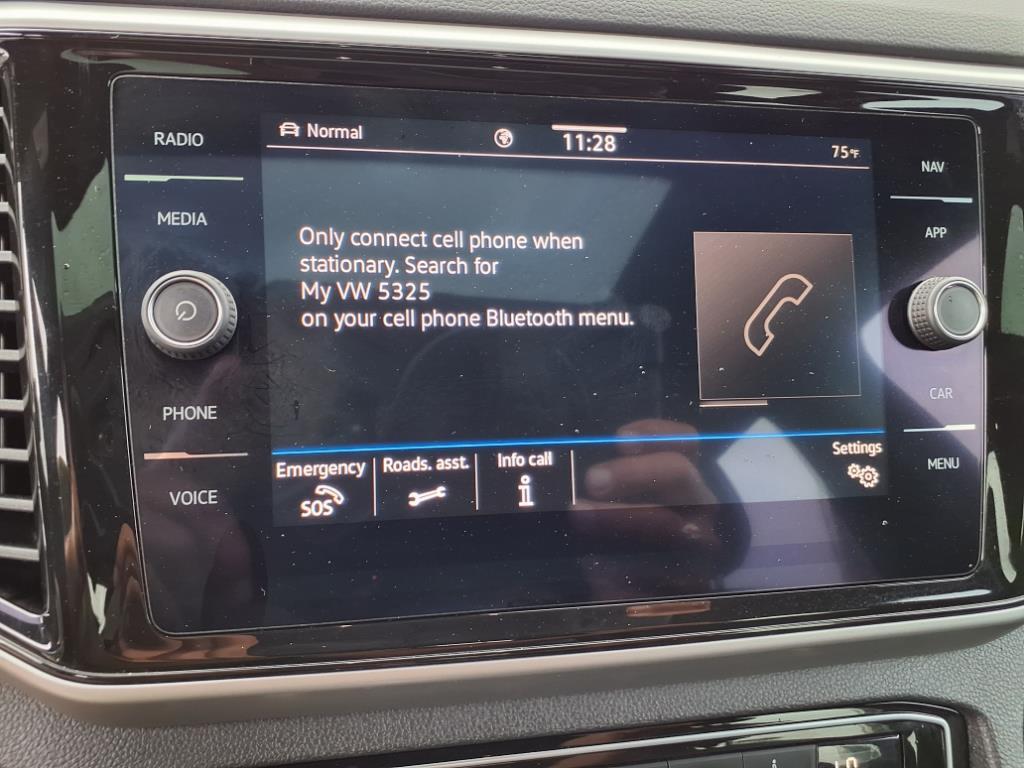 RADIO
MEDIA
PHONE
VOICE
Normal
11:28
75°F
Only connect cell phone when
stationary. Search for
My VW 5325
on your cell phone Bluetooth menu.
Emergency
SOS
Roads. asst.
Info call
i
Settings
NAV
APP
CAR
MENU